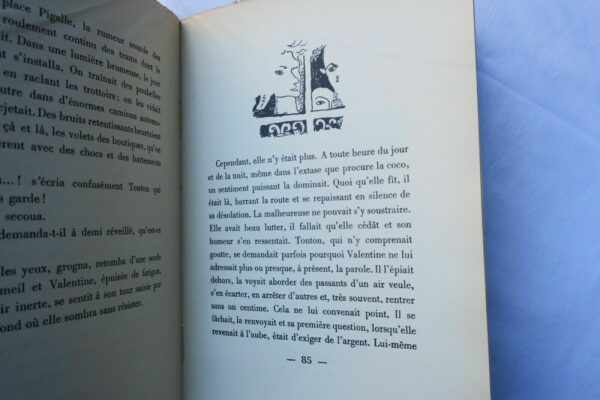 place Pigalle, la rumeur sourde des
roulement continu des trams dont le
it. Dans une lumière brumeuse, le jour
t s'installa. On traînait des poubelles
en raclant les trottoirs ; on les vidait
utre dans d'énormes camions automo-
ejetait. Des bruits retentissants heurtaient
çà et là, les volets des boutiques, qu'on
èrent avec des chocs et des battements
...! s'écria confusément Tonton qui
s garde !
secoua.
demanda-t-il à demi réveillé, qu'est-ce
les yeux, grogna, retomba d'une seule
meil et Valentine, épuisée de fatigue,
ir inerte, se sentit à son tour saisie par
fond où elle sombra sans résister.
Cependant, elle n'y était plus. A toute heure du jour
et de la nuit, même dans l'extase que procure la coco,
un sentiment puissant la dominait. Quoi qu'elle fit, il
était là, barrant la route et se repaissant en silence de
sa désolation. La malheureuse ne pouvait s'y soustraire.
Elle avait beau lutter, il fallait qu'elle cédât et son
humeur s'en ressentait. Tonton, qui n'y comprenait
goutte, se demandait parfois pourquoi Valentine ne lui
adressait plus ou presque, à présent, la parole. Il l'épiait
dehors, la voyait aborder des passants d'un air veule,
s'en écarter, en arrêter d'autres et, très souvent, rentrer
sans un centime. Cela ne lui convenait point. Il se
fâchait, la renvoyait et sa première question, lorsqu'elle
revenait à l'aube, était d'exiger de l'argent. Lui-même
— 85 —